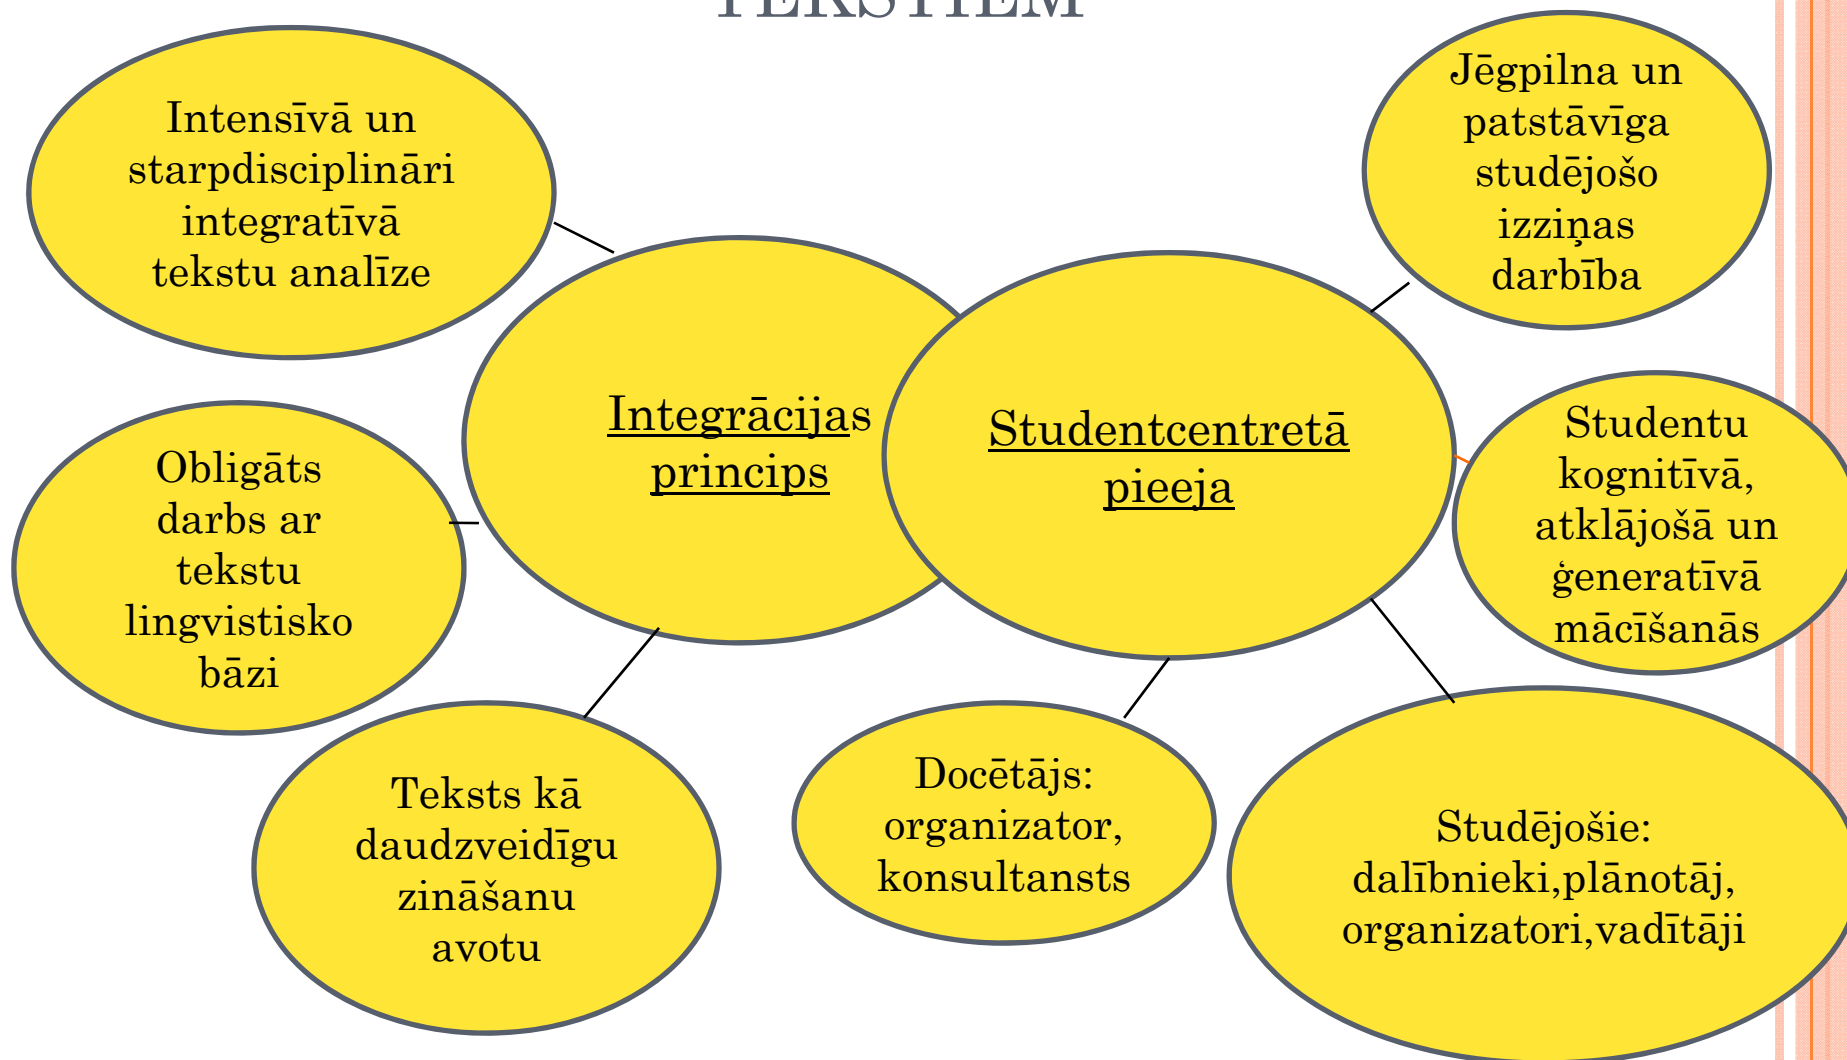 TEKSTIEM
Intensīvā un
starpdisciplināri
integratīvā
tekstu analīze
Jēgpilna un
patstāvīga
studējošo
izziņas
darbība
Integrācijas
princips
Studentcentretā
pieeja
Obligāts
darbs ar
tekstu
lingvistisko
bāzi
Studentu
kognitīvā,
atklājošā un
ģeneratīvā
mācīšanās
Teksts kā
daudzveidīgu
zināšanu
avotu
Docētājs:
organizator,
konsultansts
Studējošie:
dalībnieki,plānotāj,
organizatori,vadītāji